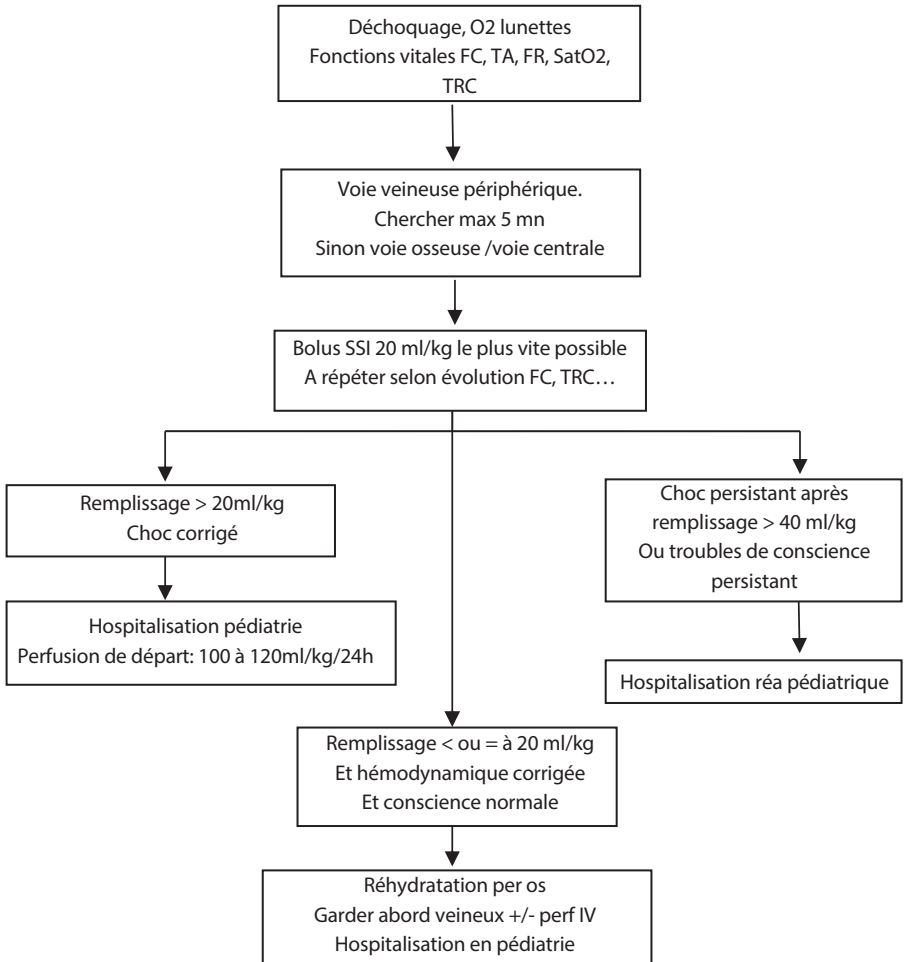 Déchoquage, O2 lunettes
Fonctions vitales FC, TA, FR, SatO2,
TRC
Voie veineuse périphérique.
Chercher max 5 mn
Sinon voie osseuse /voie centrale
Bolus SSI 20 ml/kg le plus vite possible
A répéter selon évolution FC, TRC…
Remplissage > 20ml/kg
Choc corrigé
Hospitalisation pédiatrie
Perfusion de départ: 100 à 120ml/kg/24h
Choc persistant après
remplissage > 40 ml/kg
Ou troubles de conscience
persistant
Hospitalisation réa pédiatrique
Remplissage < ou = à 20 ml/kg
Et hémodynamique corrigée
Et conscience normale
Réhydratation per os
Garder abord veineux +/- perf IV
Hospitalisation en pédiatrie